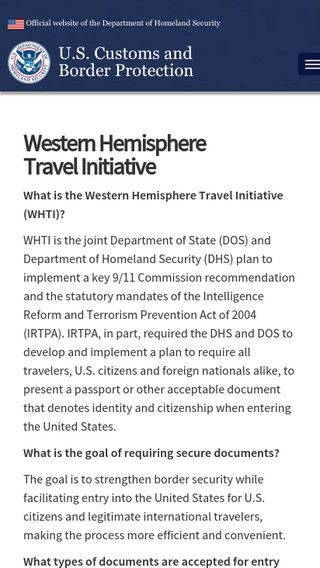 Official website of the Department of Homeland Security
U.S. Customs and
Border Protection
Western Hemisphere
Travel Initiative
What is the Western Hemisphere Travel Initiative
(WHTI)?
WHTI is the joint Department of State (DOS) and
Department of Homeland Security (DHS) plan to
implement a key 9/11 Commission recommendation
and the statutory mandates of the Intelligence
Reform and Terrorism Prevention Act of 2004
(IRTPA). IRTPA, in part, required the DHS and DOS to
develop and implement a plan to require all
travelers, U.S. citizens and foreign nationals alike, to
present a passport or other acceptable document
that denotes identity and citizenship when entering
the United States.
What is the goal of requiring secure documents?
The goal is to strengthen border security while
facilitating entry into the United States for U.S.
citizens and legitimate international travelers,
making the process more efficient and convenient.
What types of documents are accepted for entry